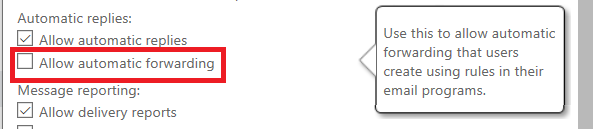 Automatic replies:
Allow automatic replies
Allow automatic forwarding
Message reporting:
Allow delivery reports
Use this to allow automatic
forwarding that users
create using rules in their
email programs.